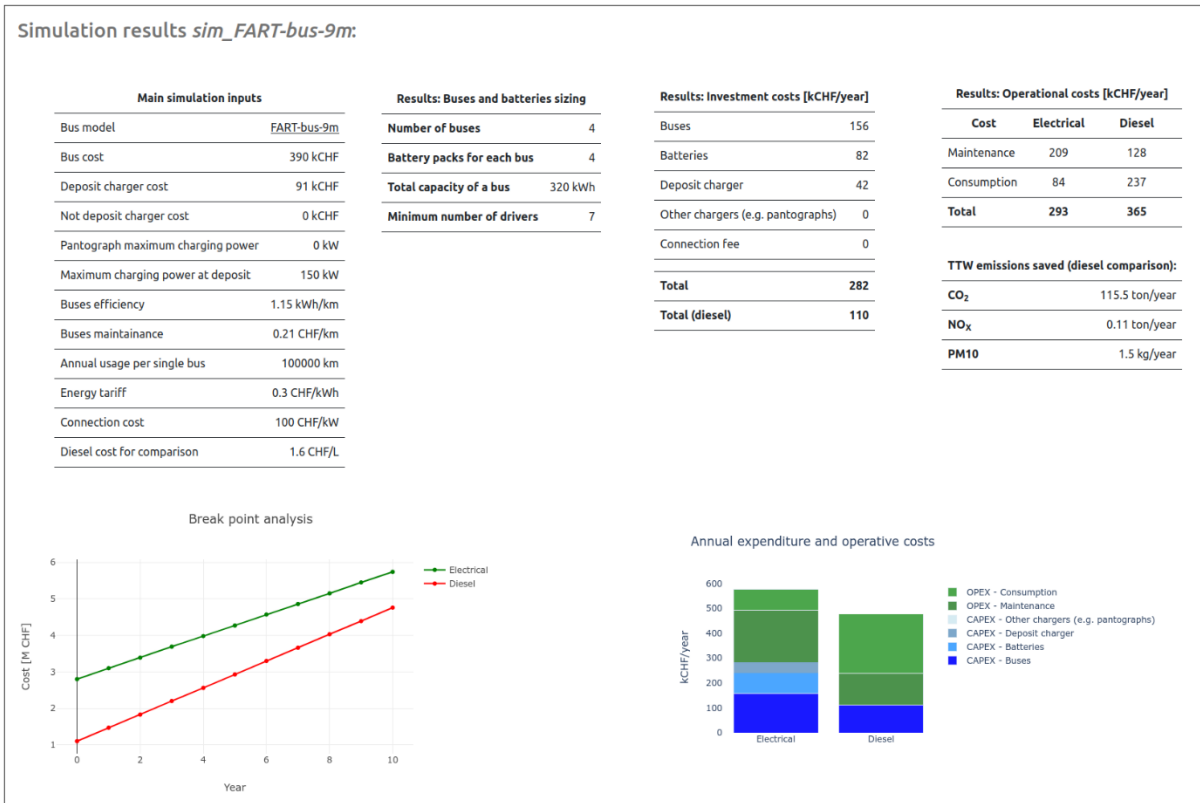 Simulation results sim_FART-bus-9m:
Main simulation inputs
Bus model FART-bus-9m
Bus cost 390 kCHF
Deposit charger cost 91 kCHF
Not deposit charger cost 0 kCHF
Pantograph maximum charging power 0 kW
Maximum charging power at deposit 150 kW
Buses efficiency 1.15 kWh/km
Buses maintainance 0.21 CHF/km
Annual usage per single bus 100000 km
Energy tariff 0.3 CHF/kWh
Connection cost 100 CHF/kW
Diesel cost for comparison 1.6 CHF/L
Results: Buses and batteries sizing
Number of buses 4
Battery packs for each bus 4
Total capacity of a bus 320 kWh
Minimum number of drivers 7
Results: Investment costs [kCHF/year]
Buses 156
Batteries 82
Deposit charger 42
Other chargers (e.g. pantographs) 0
Connection fee 0
Total 282
Total (diesel) 110
Results: Operational costs [kCHF/year]
Cost Electrical Diesel
Maintenance 209 128
Consumption 84 237
Total 293 365
TTW emissions saved (diesel comparison):
CO₂ 115.5 ton/year
NOₓ 0.11 ton/year
PM10 1.5 kg/year
Break point analysis
Cost [M CHF]
6
5
4
3
2
1
0 2 4 6 8 10
Year
Electrical
Diesel
Annual expenditure and operative costs
kCHF/year
600
500
400
300
200
100
0
Electrical Diesel
OPEX - Consumption
OPEX - Maintenance
CAPEX - Other chargers (e.g. pantographs)
CAPEX - Deposit charger
CAPEX - Batteries
CAPEX - Buses